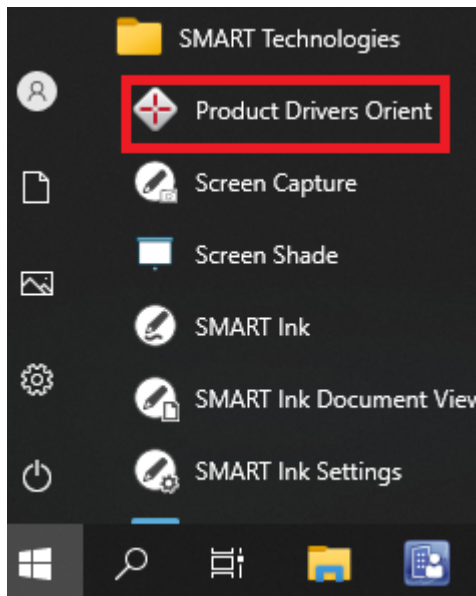 SMART Technologies
Product Drivers Orient
Screen Capture
Screen Shade
SMART Ink
SMART Ink Document View
SMART Ink Settings